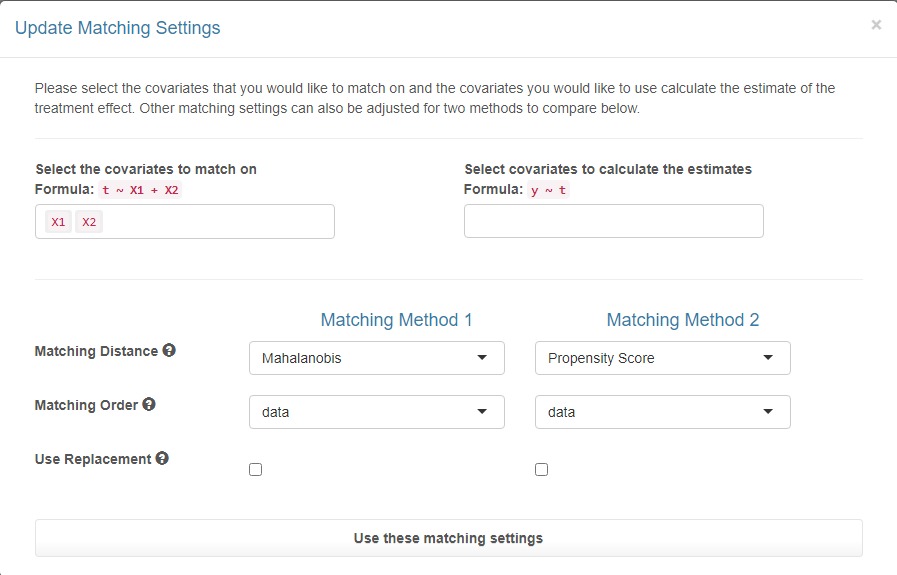 Update Matching Settings ×
Please select the covariates that you would like to match on and the covariates you would like to use calculate the estimate of the
treatment effect. Other matching settings can also be adjusted for two methods to compare below.
Select the covariates to match on
Formula: t ~ X1 + X2
X1 X2
Select covariates to calculate the estimates
Formula: y ~ t
Matching Method 1 Matching Method 2
Matching Distance ? Mahalanobis Propensity Score
Matching Order ? data data
Use Replacement ?
Use these matching settings